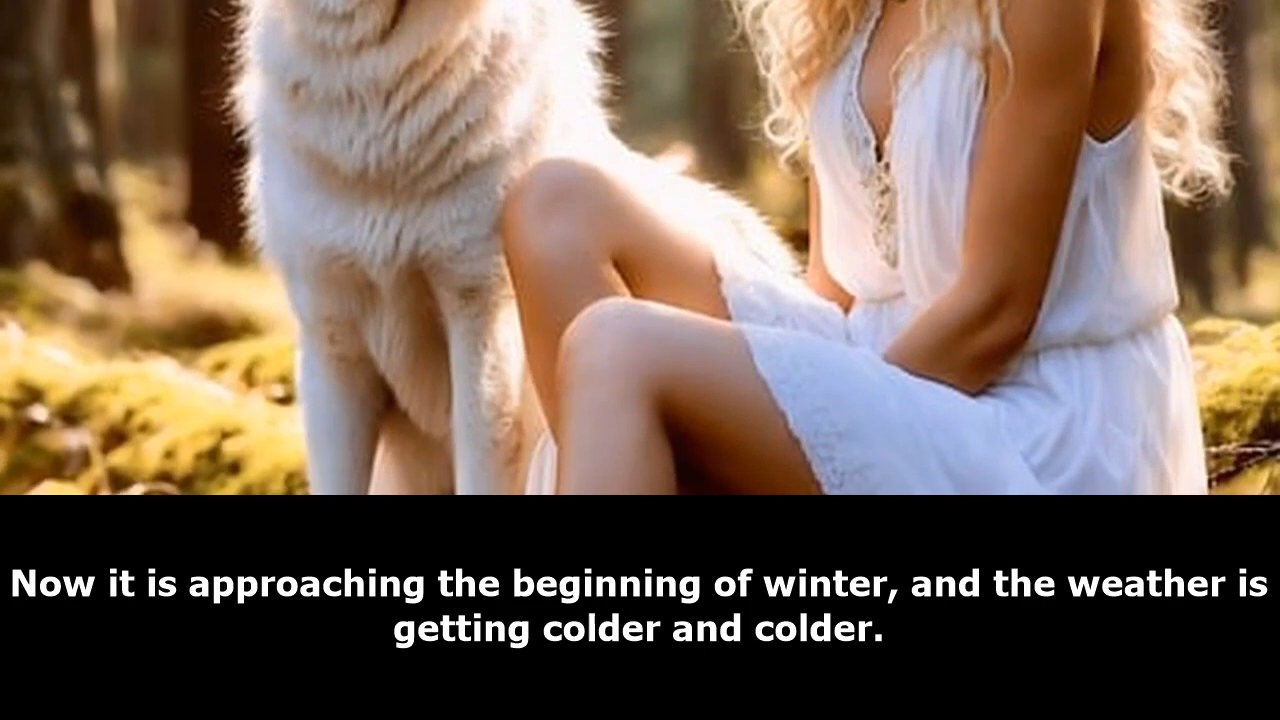 Now it is approaching the beginning of winter, and the weather is
getting colder and colder.